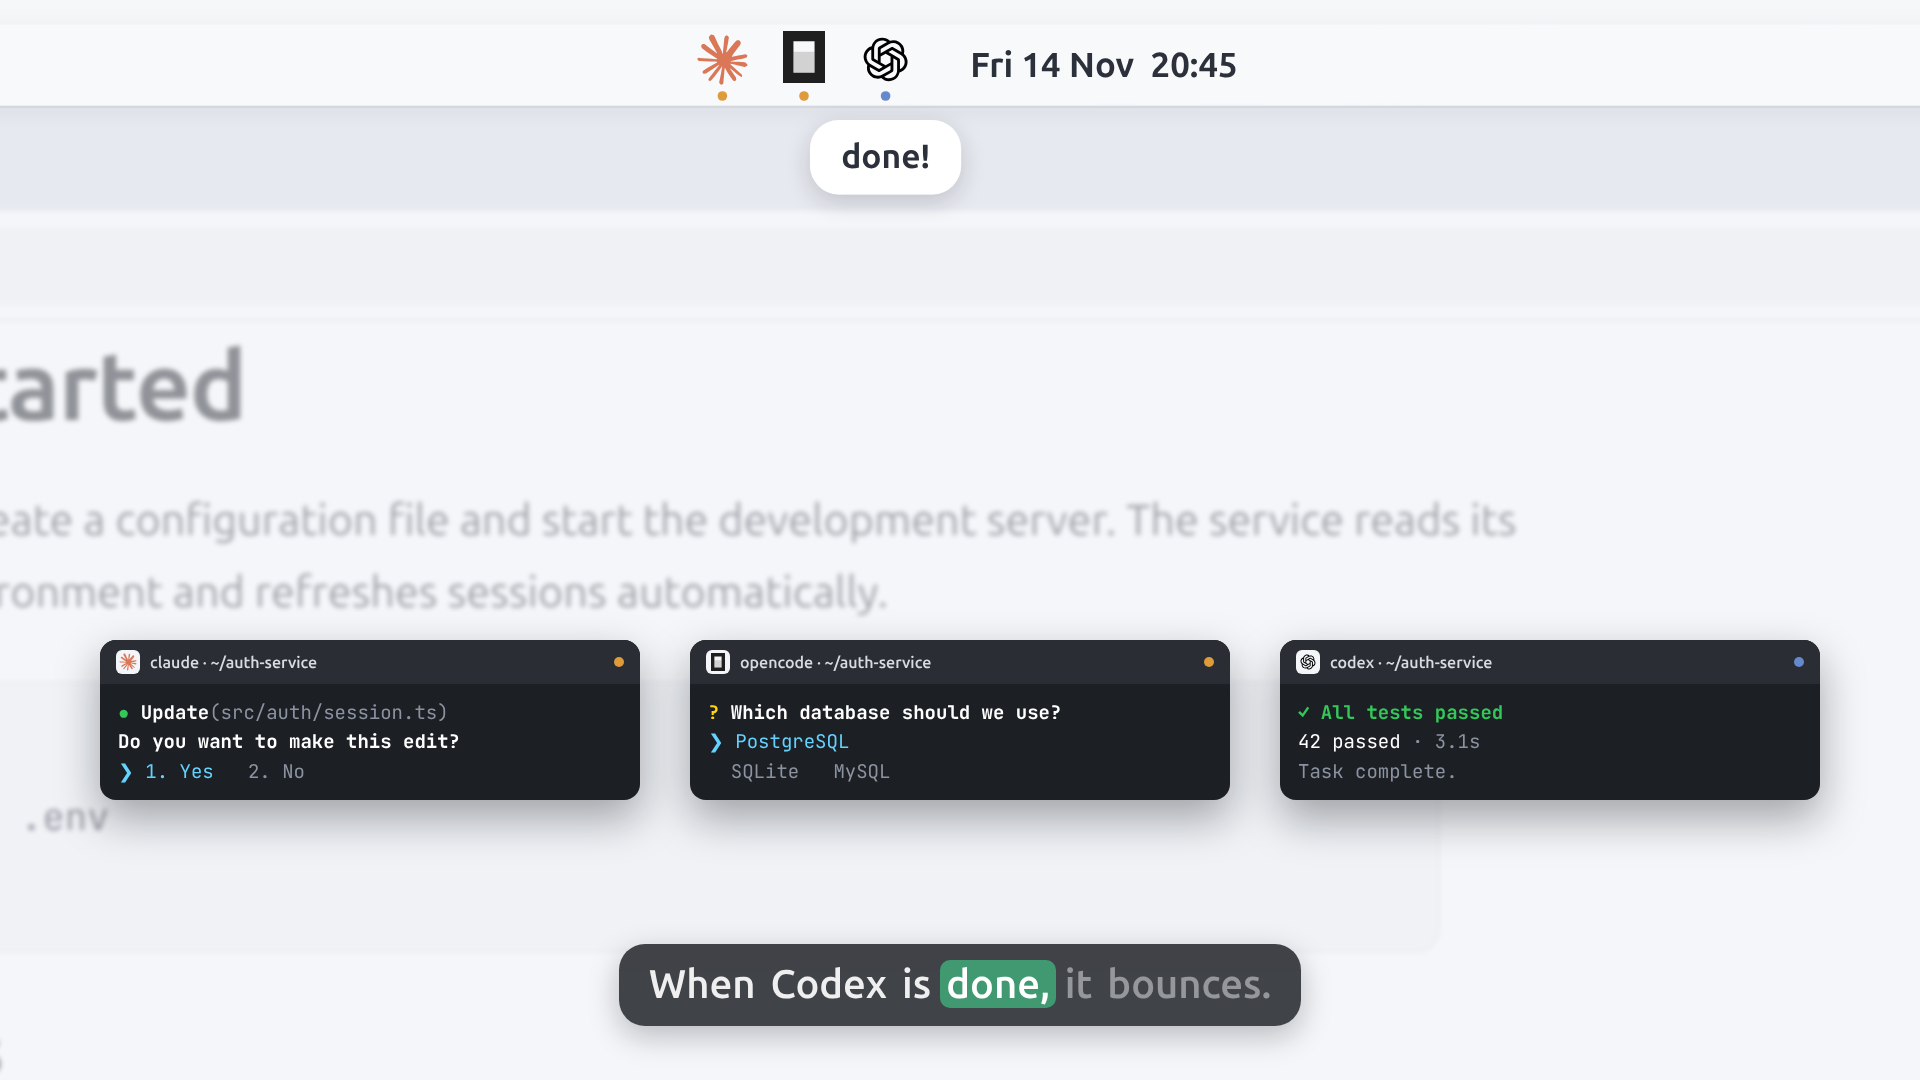 Fri 14 Nov 20:45
done!
tarted
eate a configuration file and start the development server. The service reads its
ronment and refreshes sessions automatically.
claude · ~/auth-service
● Update(src/auth/session.ts)
Do you want to make this edit?
❯ 1. Yes 2. No
opencode · ~/auth-service
? Which database should we use?
❯ PostgreSQL
SQLite MySQL
codex · ~/auth-service
✓ All tests passed
42 passed · 3.1s
Task complete.
.env
When Codex is done, it bounces.